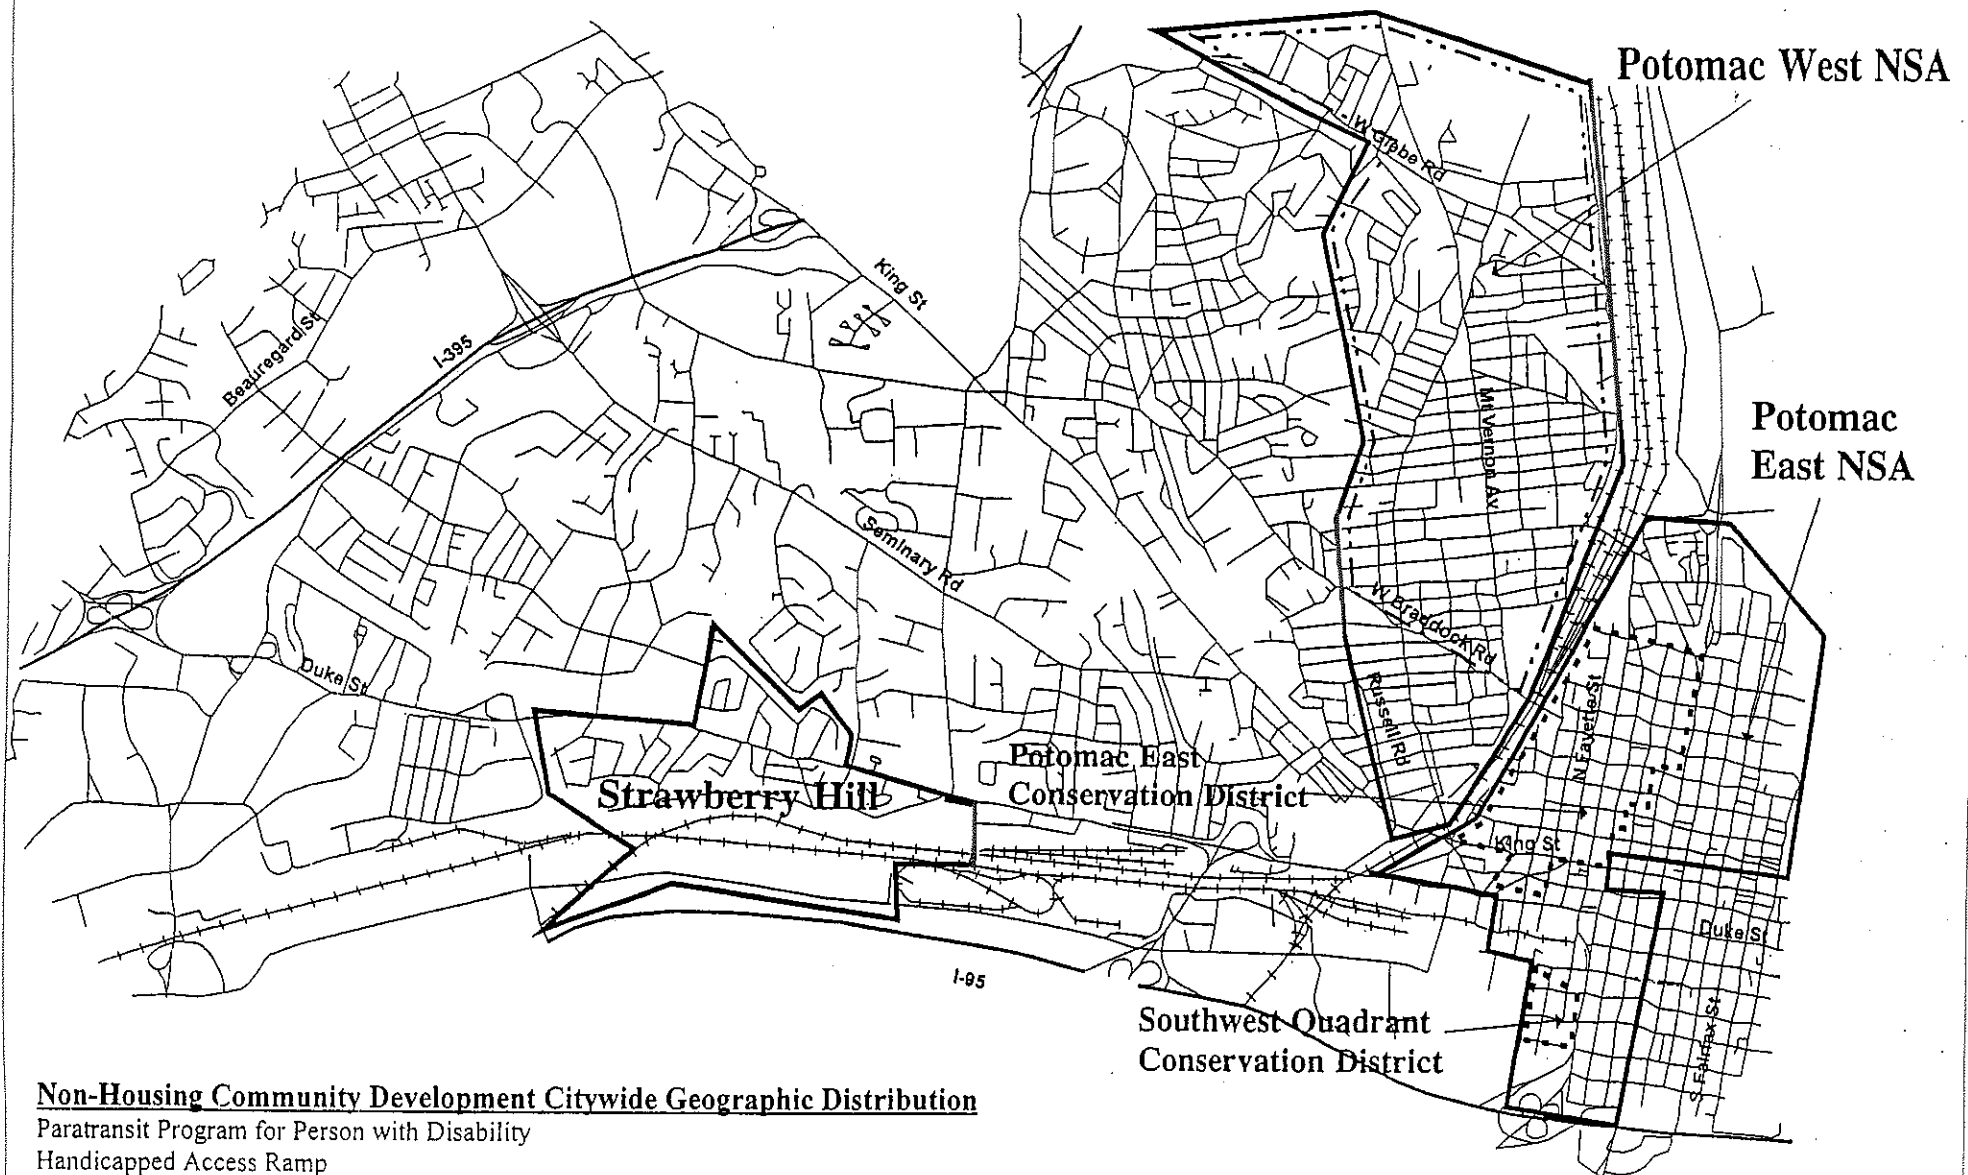 Potomac West NSA
W Glebe Rd
King St
Beauregard St
I-395
Mt Vernon Av
Potomac
East NSA
Seminary Rd
W Braddock Rd
Duke St
Russell Rd
N Fayette St
Potomac East
Conservation District
Strawberry Hill
King St
Duke St
I-95
Southwest Quadrant
Conservation District
S Fairfax St
Non-Housing Community Development Citywide Geographic Distribution
Paratransit Program for Person with Disability
Handicapped Access Ramp